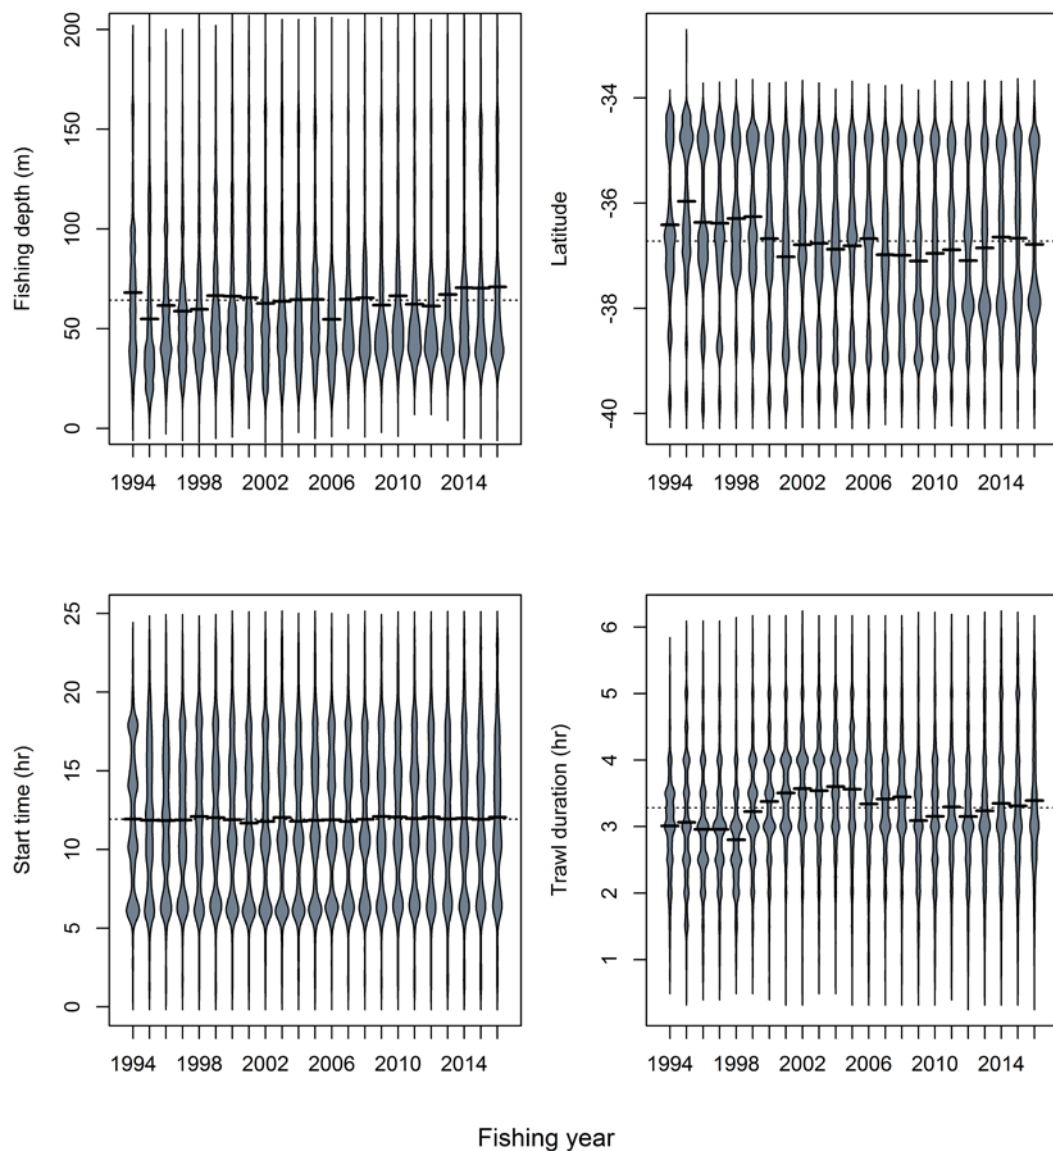 Fishing depth (m)
200
150
100
50
0
1994 1998 2002 2006 2010 2014
Latitude
-34
-36
-38
-40
1994 1998 2002 2006 2010 2014
Start time (hr)
25
20
15
10
5
0
1994 1998 2002 2006 2010 2014
Trawl duration (hr)
6
5
4
3
2
1
1994 1998 2002 2006 2010 2014
Fishing year